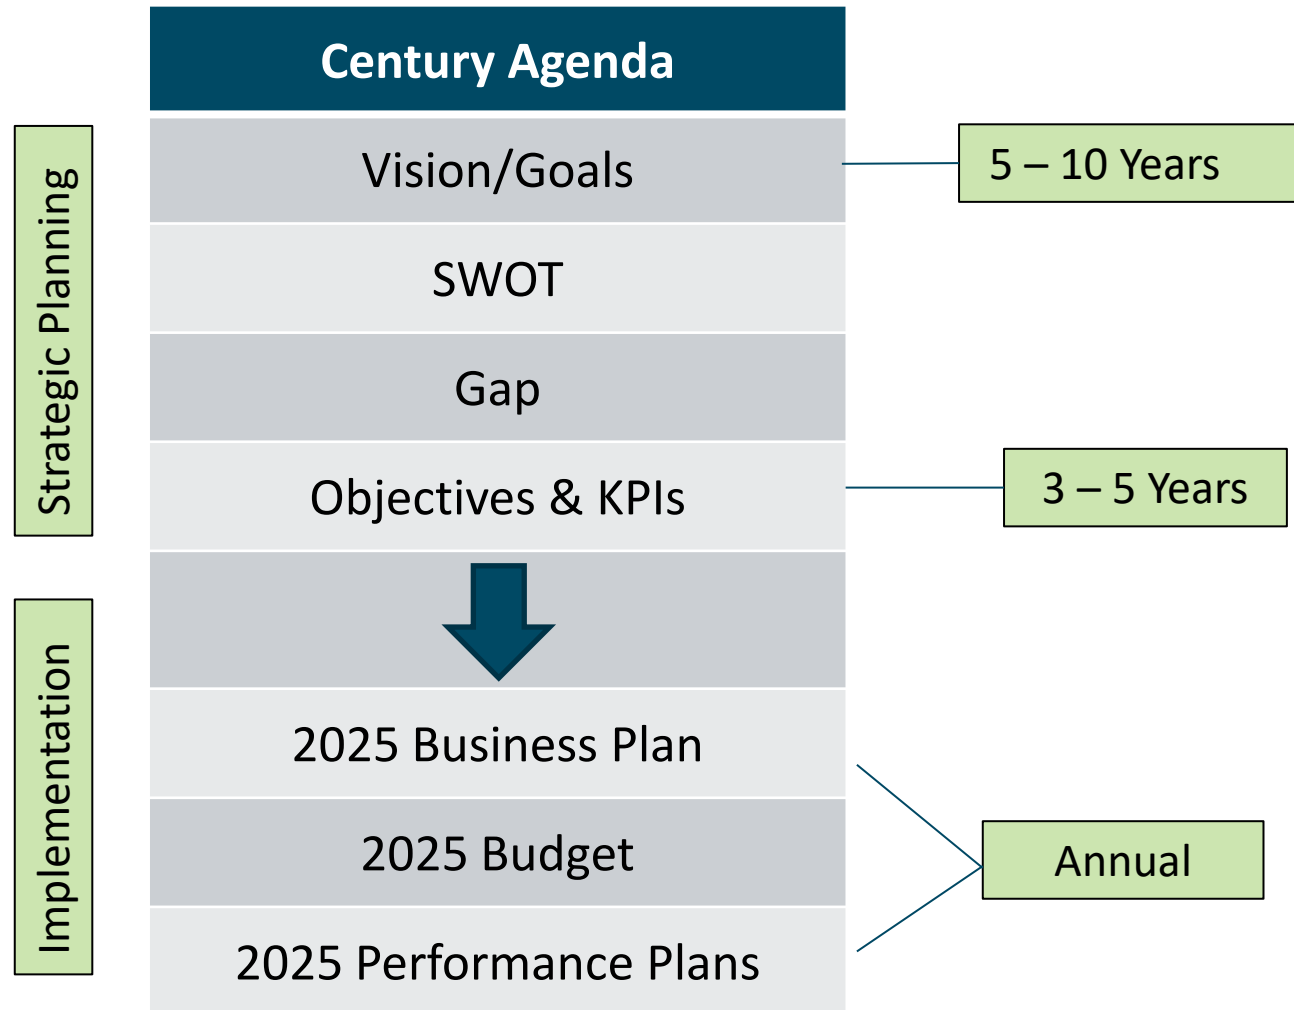 Century Agenda
Strategic Planning
Vision/Goals
5 – 10 Years
SWOT
Gap
Objectives & KPIs
3 – 5 Years
Implementation
2025 Business Plan
2025 Budget
Annual
2025 Performance Plans